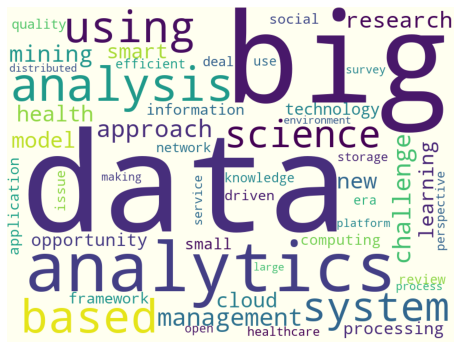 quality
using
big
social
research
mining
smart
distributed
efficient
deal
use
survey
analysis
information
technology
environment
health
approach
science
model
network
storage
data
challenge
learning
perspective
application
issue
making
service
knowledge
driven
new
era
platform
opportunity
small
computing
analytics
large
review
process
based
framework
cloud
management
system
open
healthcare
processing